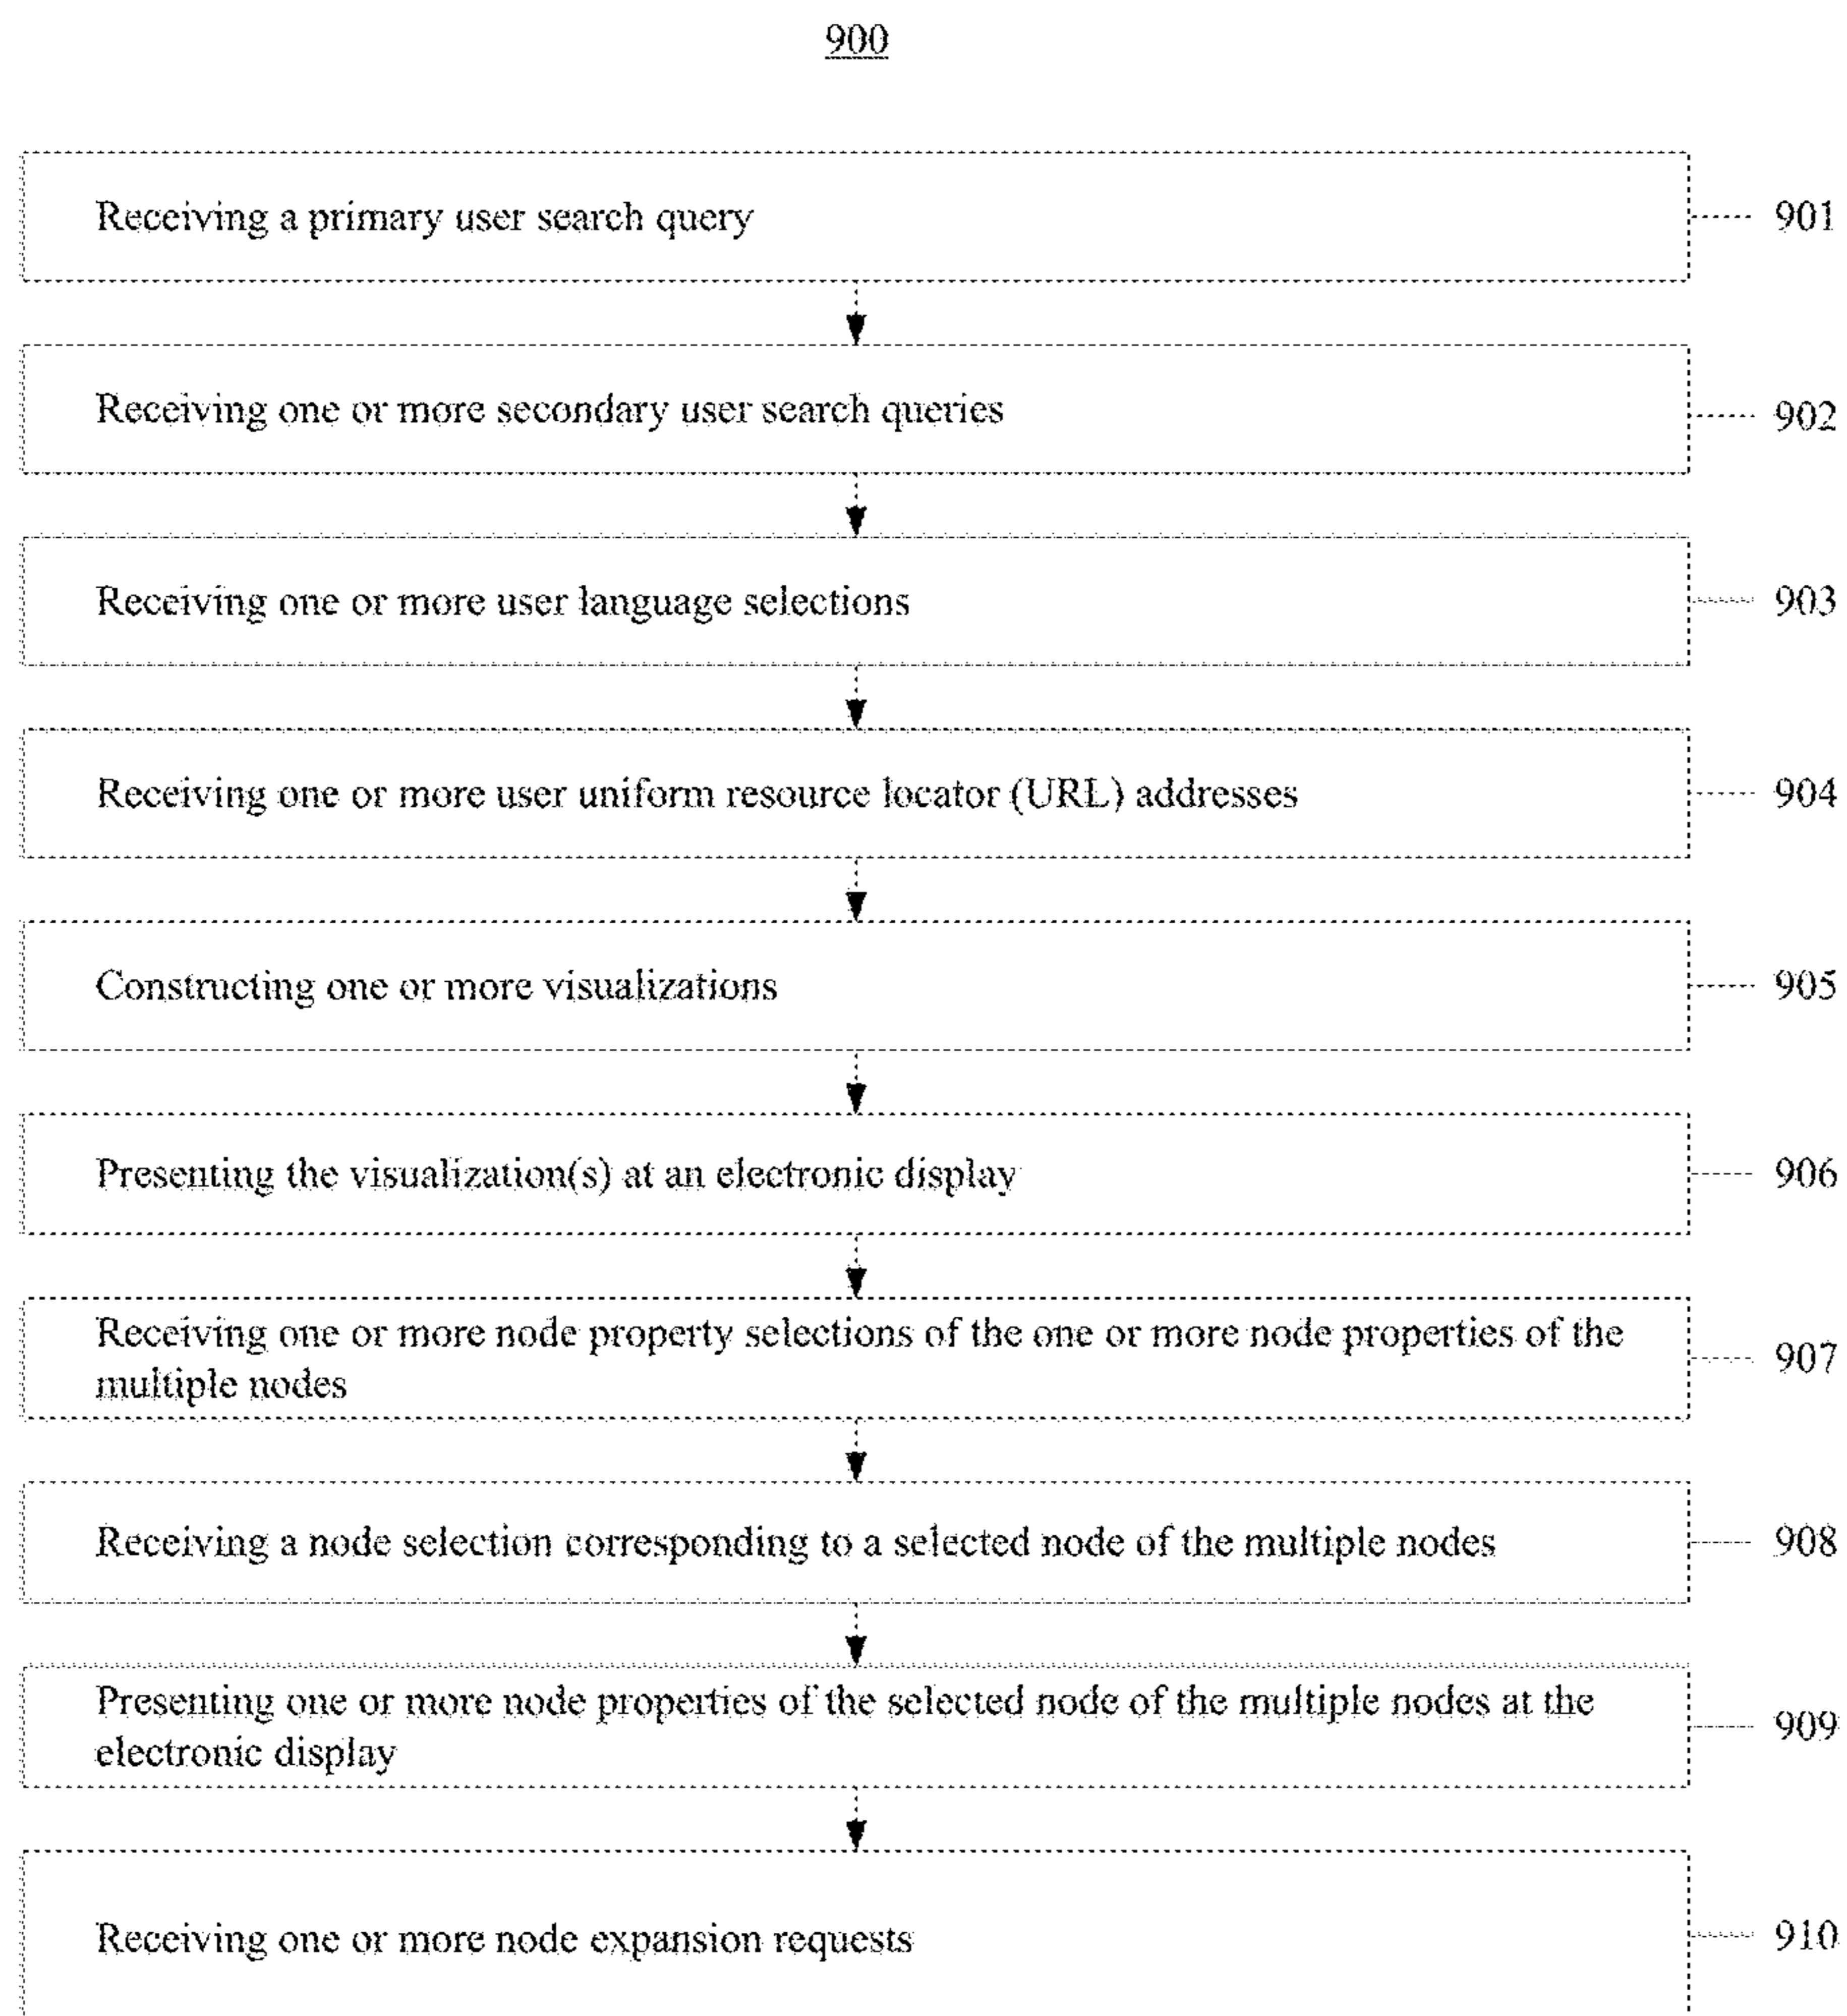 900
Receiving a primary user search query
901
Receiving one or more secondary user search queries
902
Receiving one or more user language selections
903
Receiving one or more user uniform resource locator (URL) addresses
904
Constructing one or more visualizations
905
Presenting the visualization(s) at an electronic display
906
Receiving one or more node property selections of the one or more node properties of the
multiple nodes
907
Receiving a node selection corresponding to a selected node of the multiple nodes
908
Presenting one or more node properties of the selected node of the multiple nodes at the
electronic display
909
Receiving one or more node expansion requests
910